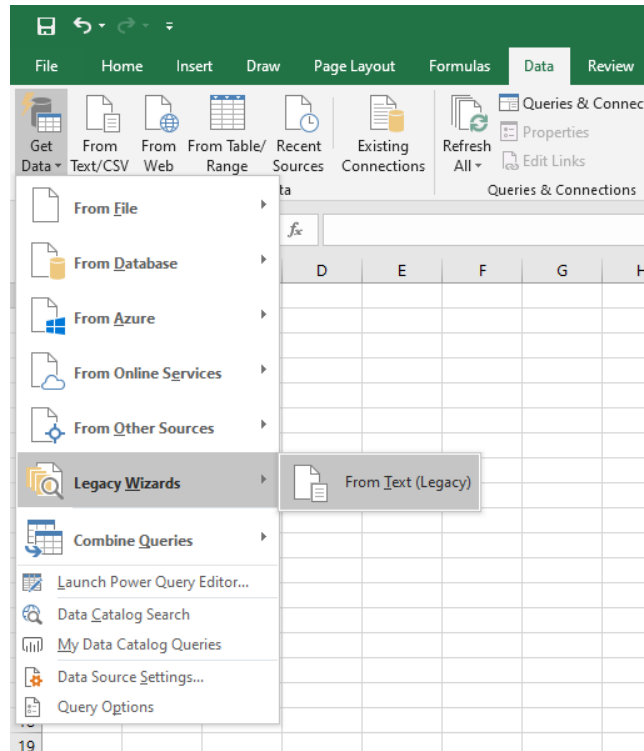 File Home Insert Draw Page Layout Formulas Data Review
Get Data From Text/CSV From Web From Table/ Range Recent Sources Existing Connections Refresh All Queries & Connec
Properties
Edit Links
ta Queries & Connections
fx
D E F G H
From File
From Database
From Azure
From Online Services
From Other Sources
Legacy Wizards From Text (Legacy)
Combine Queries
Launch Power Query Editor...
Data Catalog Search
My Data Catalog Queries
Data Source Settings...
Query Options
19